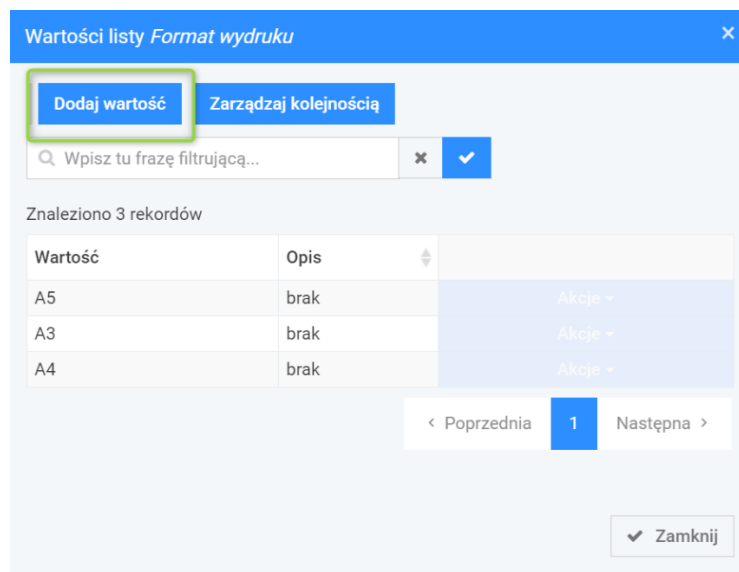 Wartości listy Format wydruku
Dodaj wartość Zarządzaj kolejnością
Wpisz tu frazę filtrującą...
Znaleziono 3 rekordów
Wartość Opis
A5 brak Akcje
A3 brak Akcje
A4 brak Akcje
Poprzednia 1 Następna
Zamknij